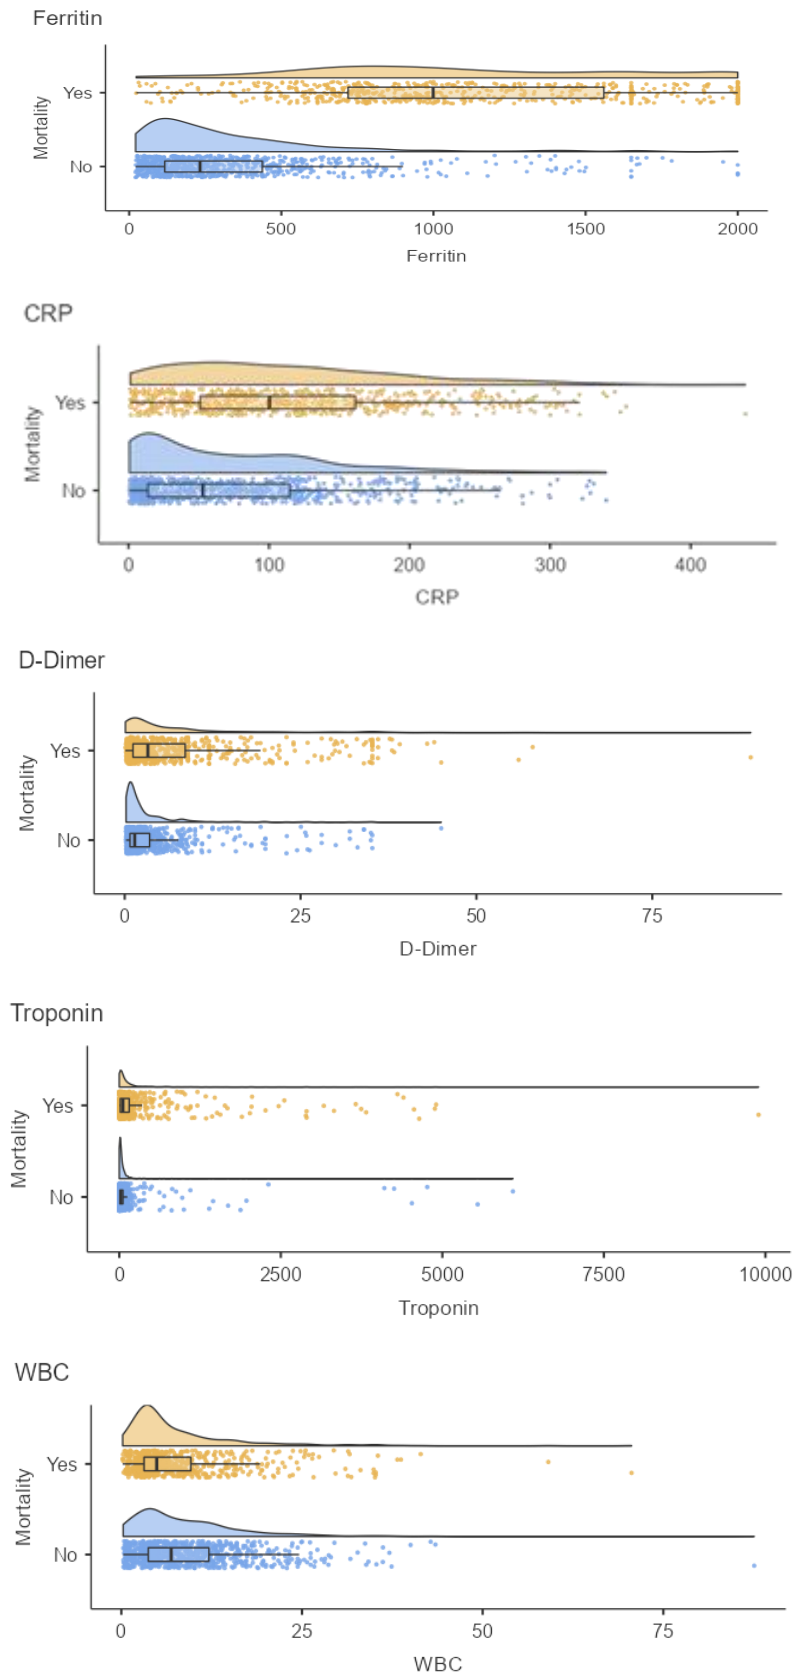 Ferritin
Mortality
Yes
No
0 500 1000 1500 2000
Ferritin
CRP
Mortality
Yes
No
0 100 200 300 400
CRP
D-Dimer
Mortality
Yes
No
0 25 50 75
D-Dimer
Troponin
Mortality
Yes
No
0 2500 5000 7500 10000
Troponin
WBC
Mortality
Yes
No
0 25 50 75
WBC